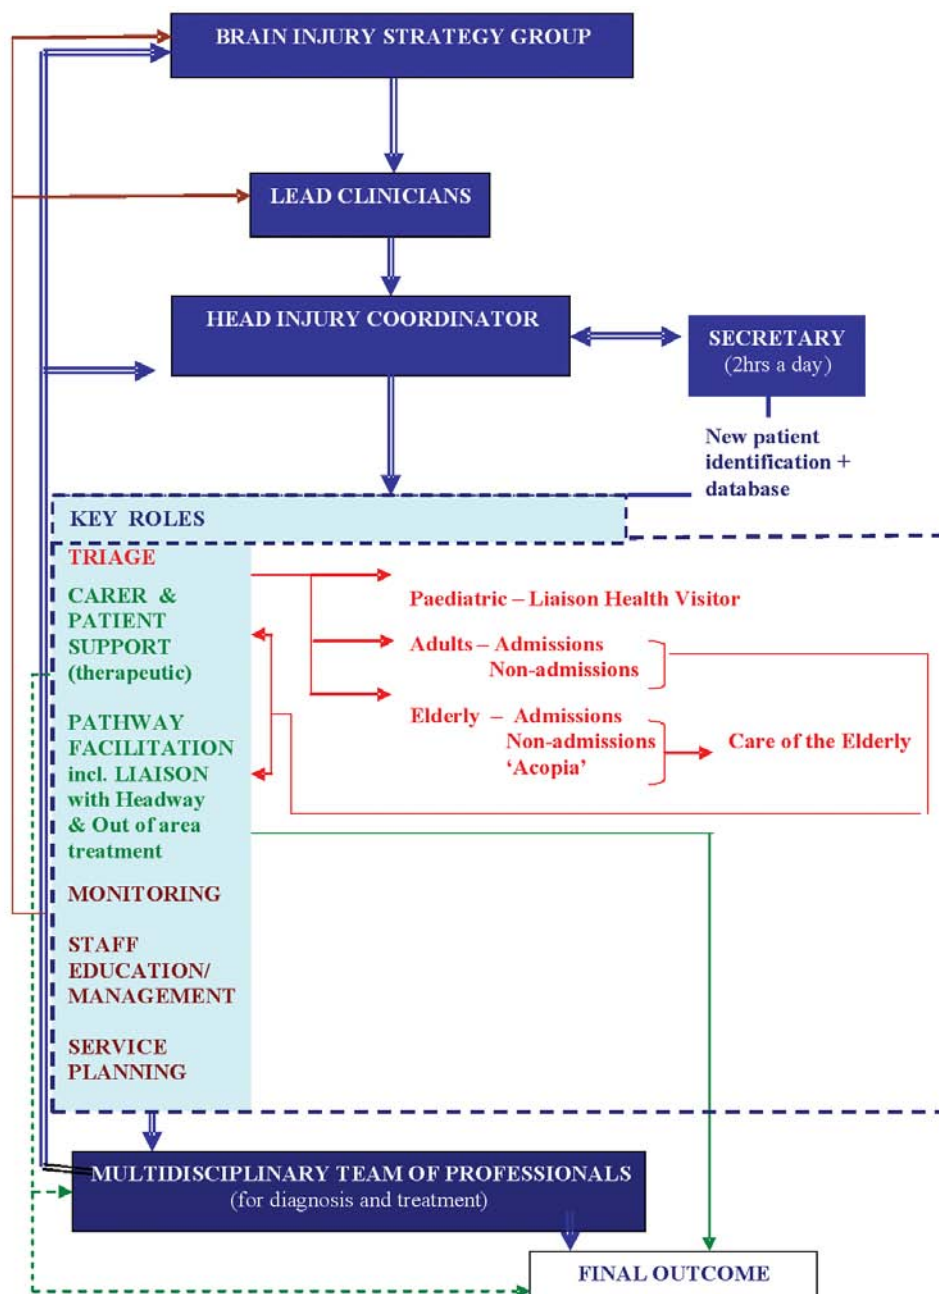 BRAIN INJURY STRATEGY GROUP
LEAD CLINICIANS
HEAD INJURY COORDINATOR
SECRETARY
(2hrs a day)
New patient
identification +
database
KEY ROLES
TRIAGE
CARER &
PATIENT
SUPPORT
(therapeutic)
PATHWAY
FACILITATION
incl. LIAISON
with Headway
& Out of area
treatment
MONITORING
STAFF
EDUCATION/
MANAGEMENT
SERVICE
PLANNING
Paediatric – Liaison Health Visitor
Adults – Admissions
Non-admissions
Elderly – Admissions
Non-admissions
'Acopia'
Care of the Elderly
MULTIDISCIPLINARY TEAM OF PROFESSIONALS
(for diagnosis and treatment)
FINAL OUTCOME